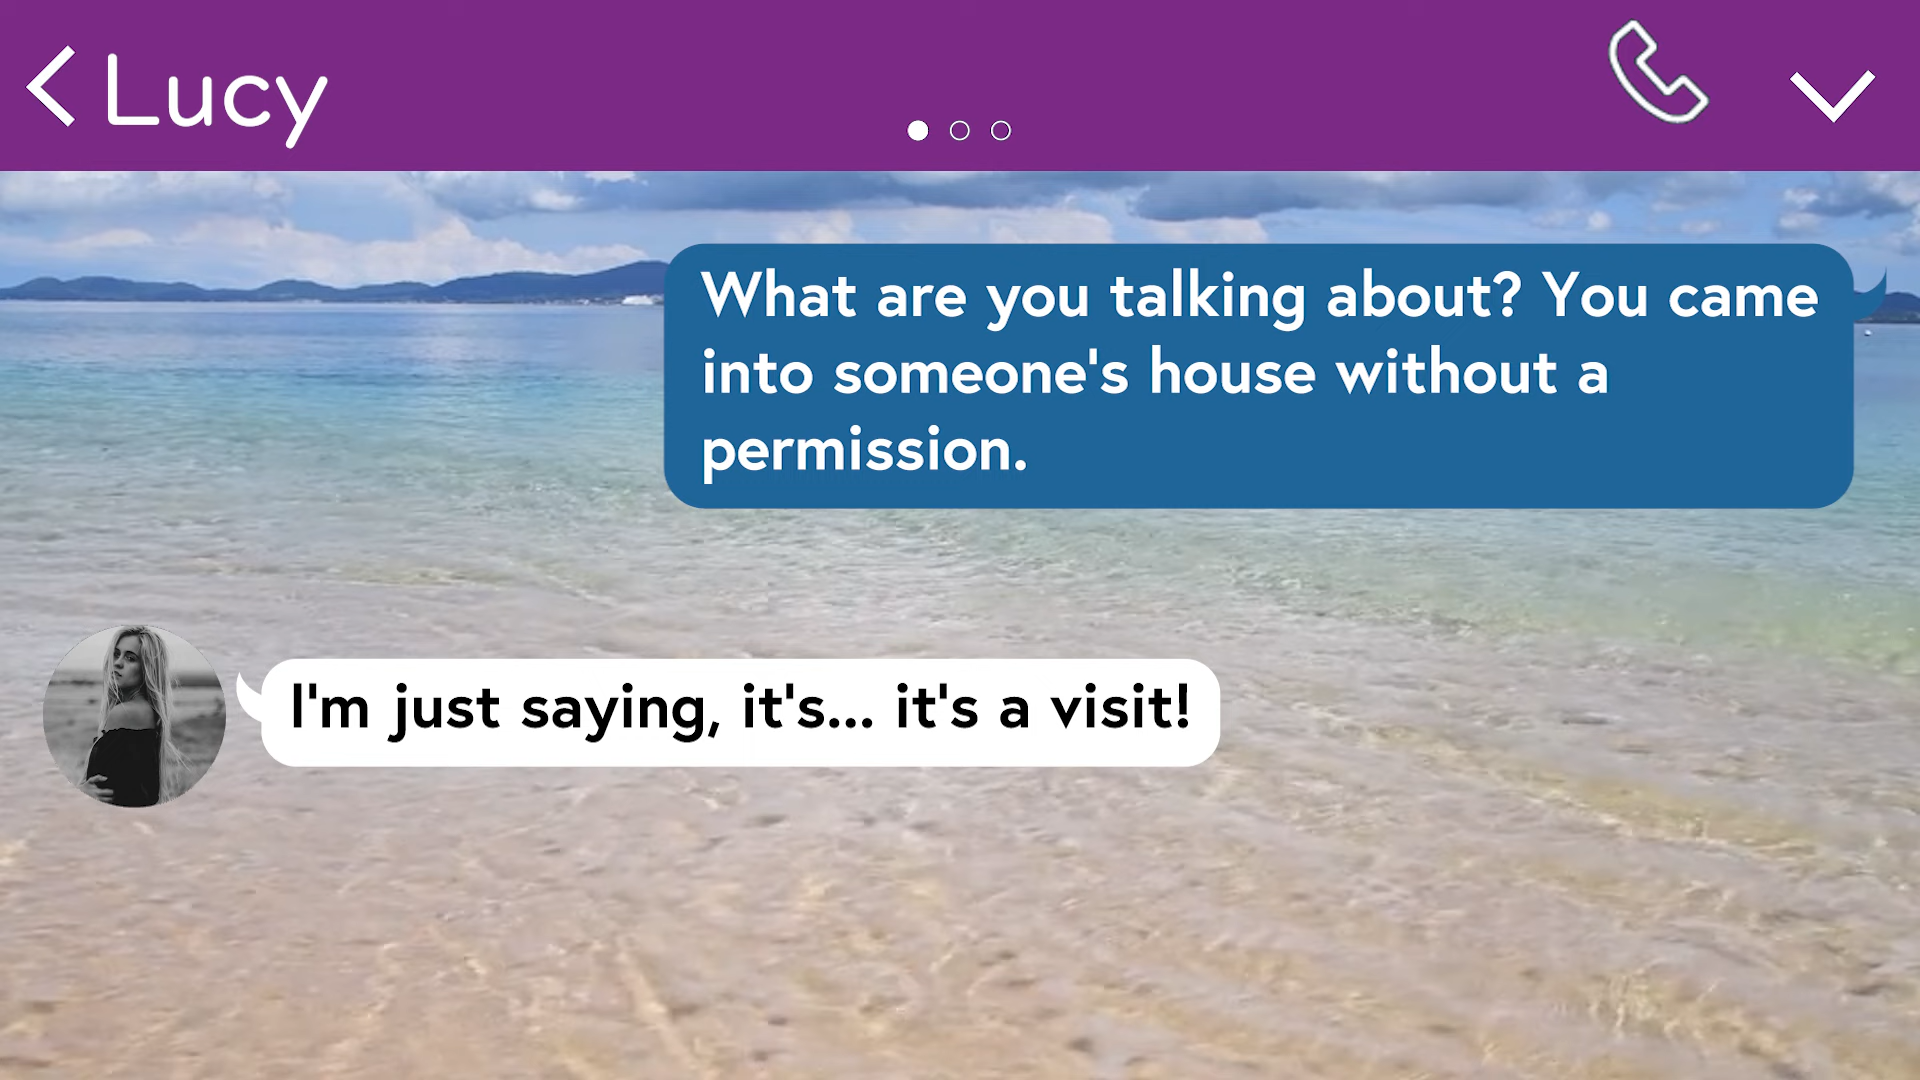 Lucy
What are you talking about? You came
into someone's house without a
permission.
I'm just saying, it's... it's a visit!